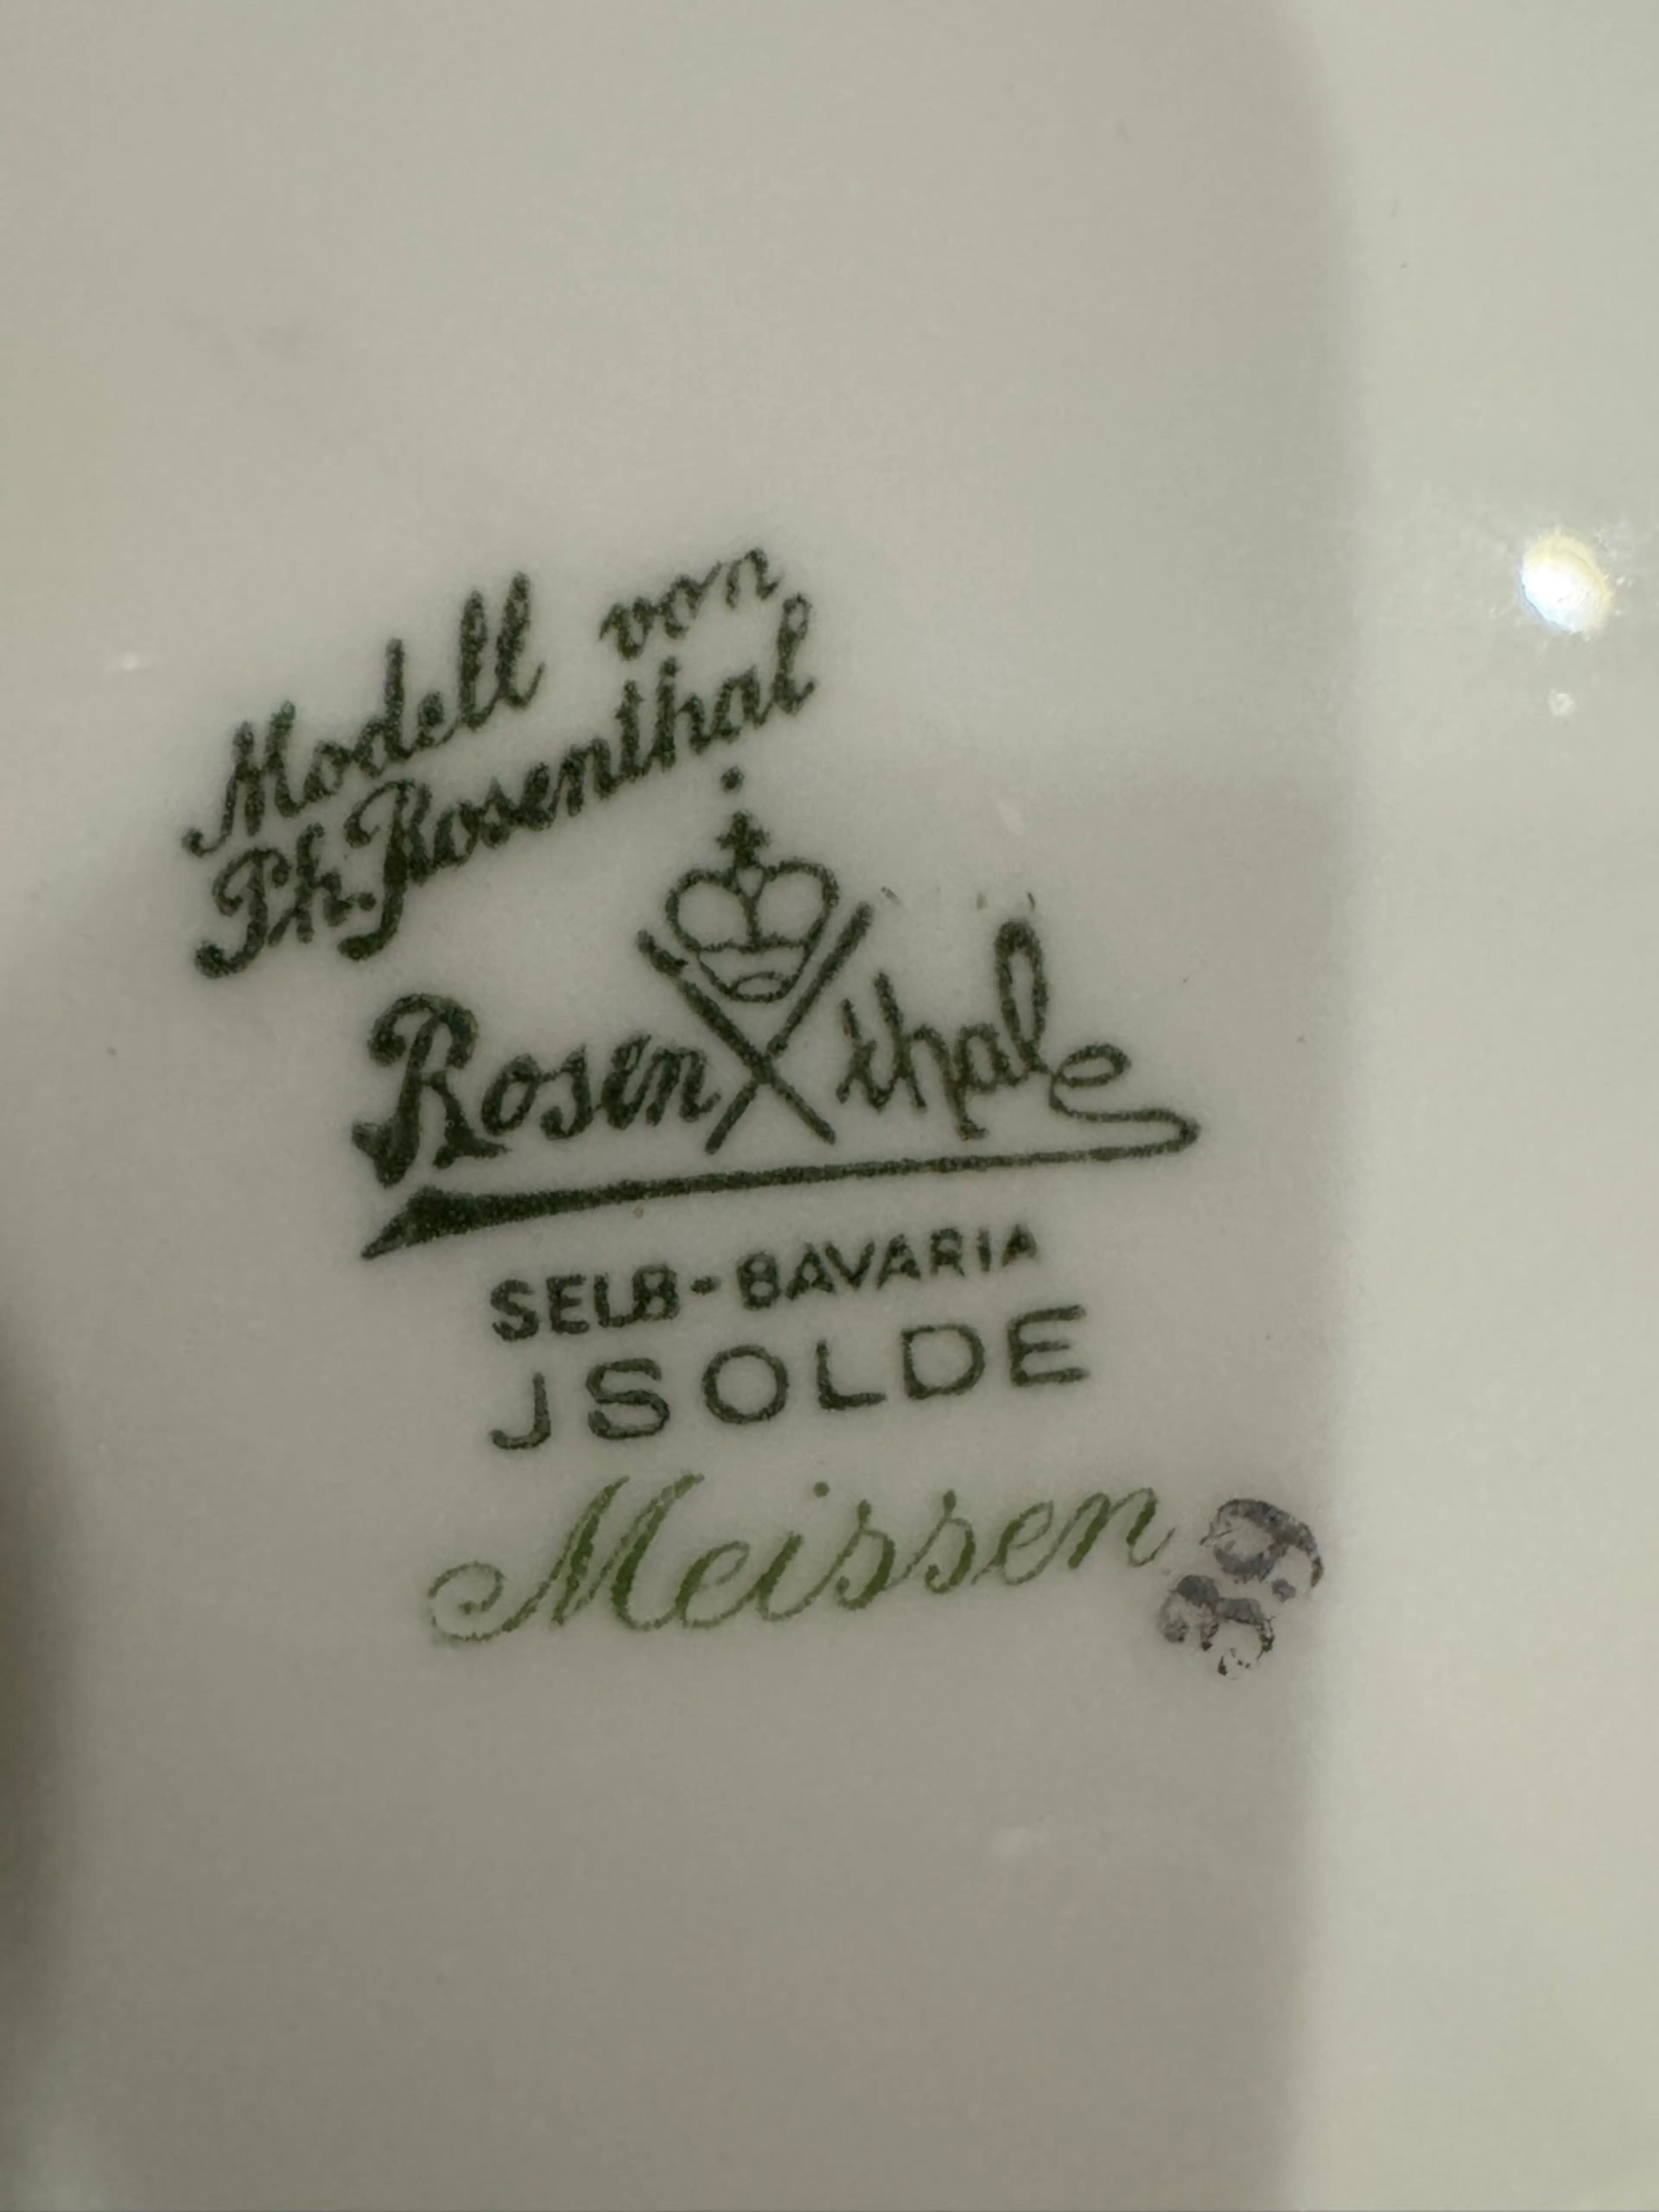 Modell von
Ph. Rosenthal
Rosenthal
SELB-BAVARIA
JSOLDE
Meissen